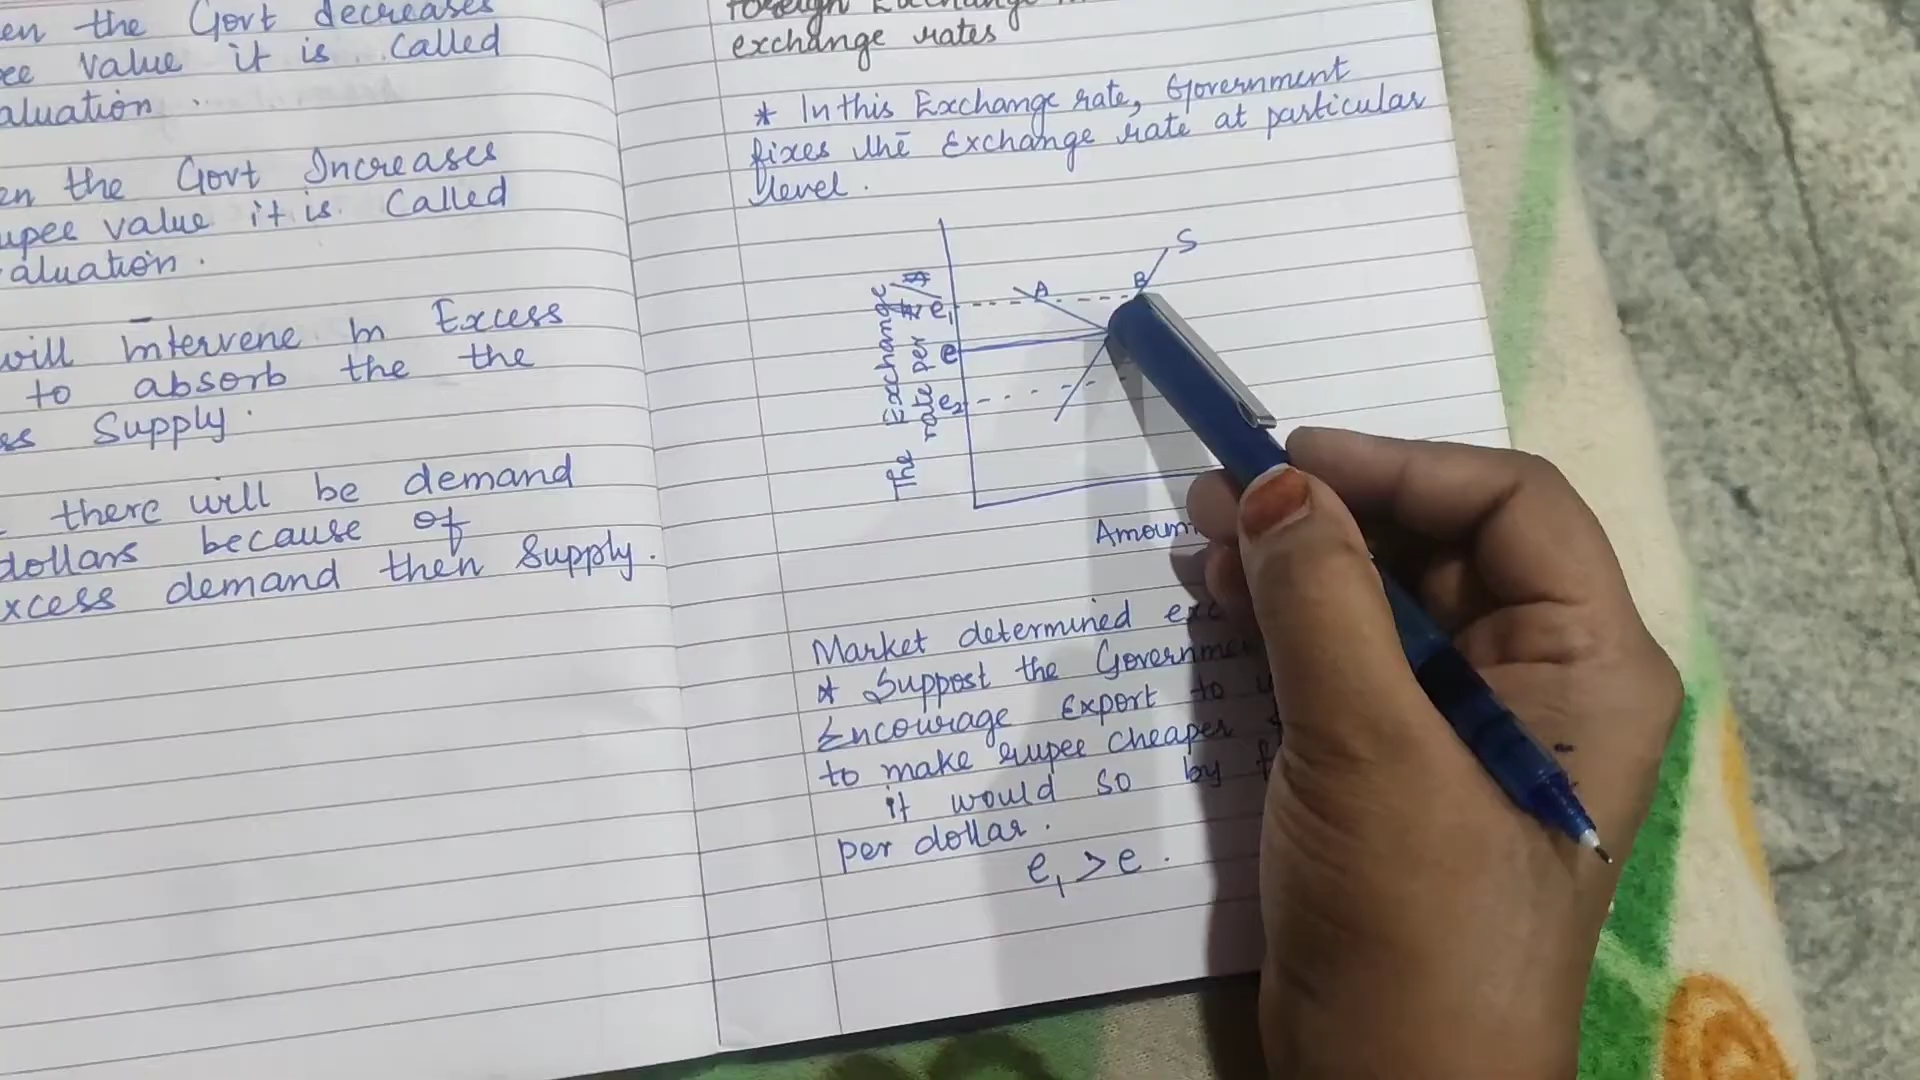 en the Govt decreases
ee value it is called
aluation.
en the Govt Increases
upee value it is called
aluation.
will intervene in Excess
to absorb the the
ss Supply.
there will be demand
dollars because of
xcess demand then Supply.
exchange rates
* In this Exchange rate, Government
fixes the Exchange rate at particular
level.
S
A B
e1
e
e2
The Exchange
rate per
Amoun
Market determined exc
* Suppost the Governme
Encourage export to
to make rupee cheaper
it would so by f
per dollar.
e1 > e.